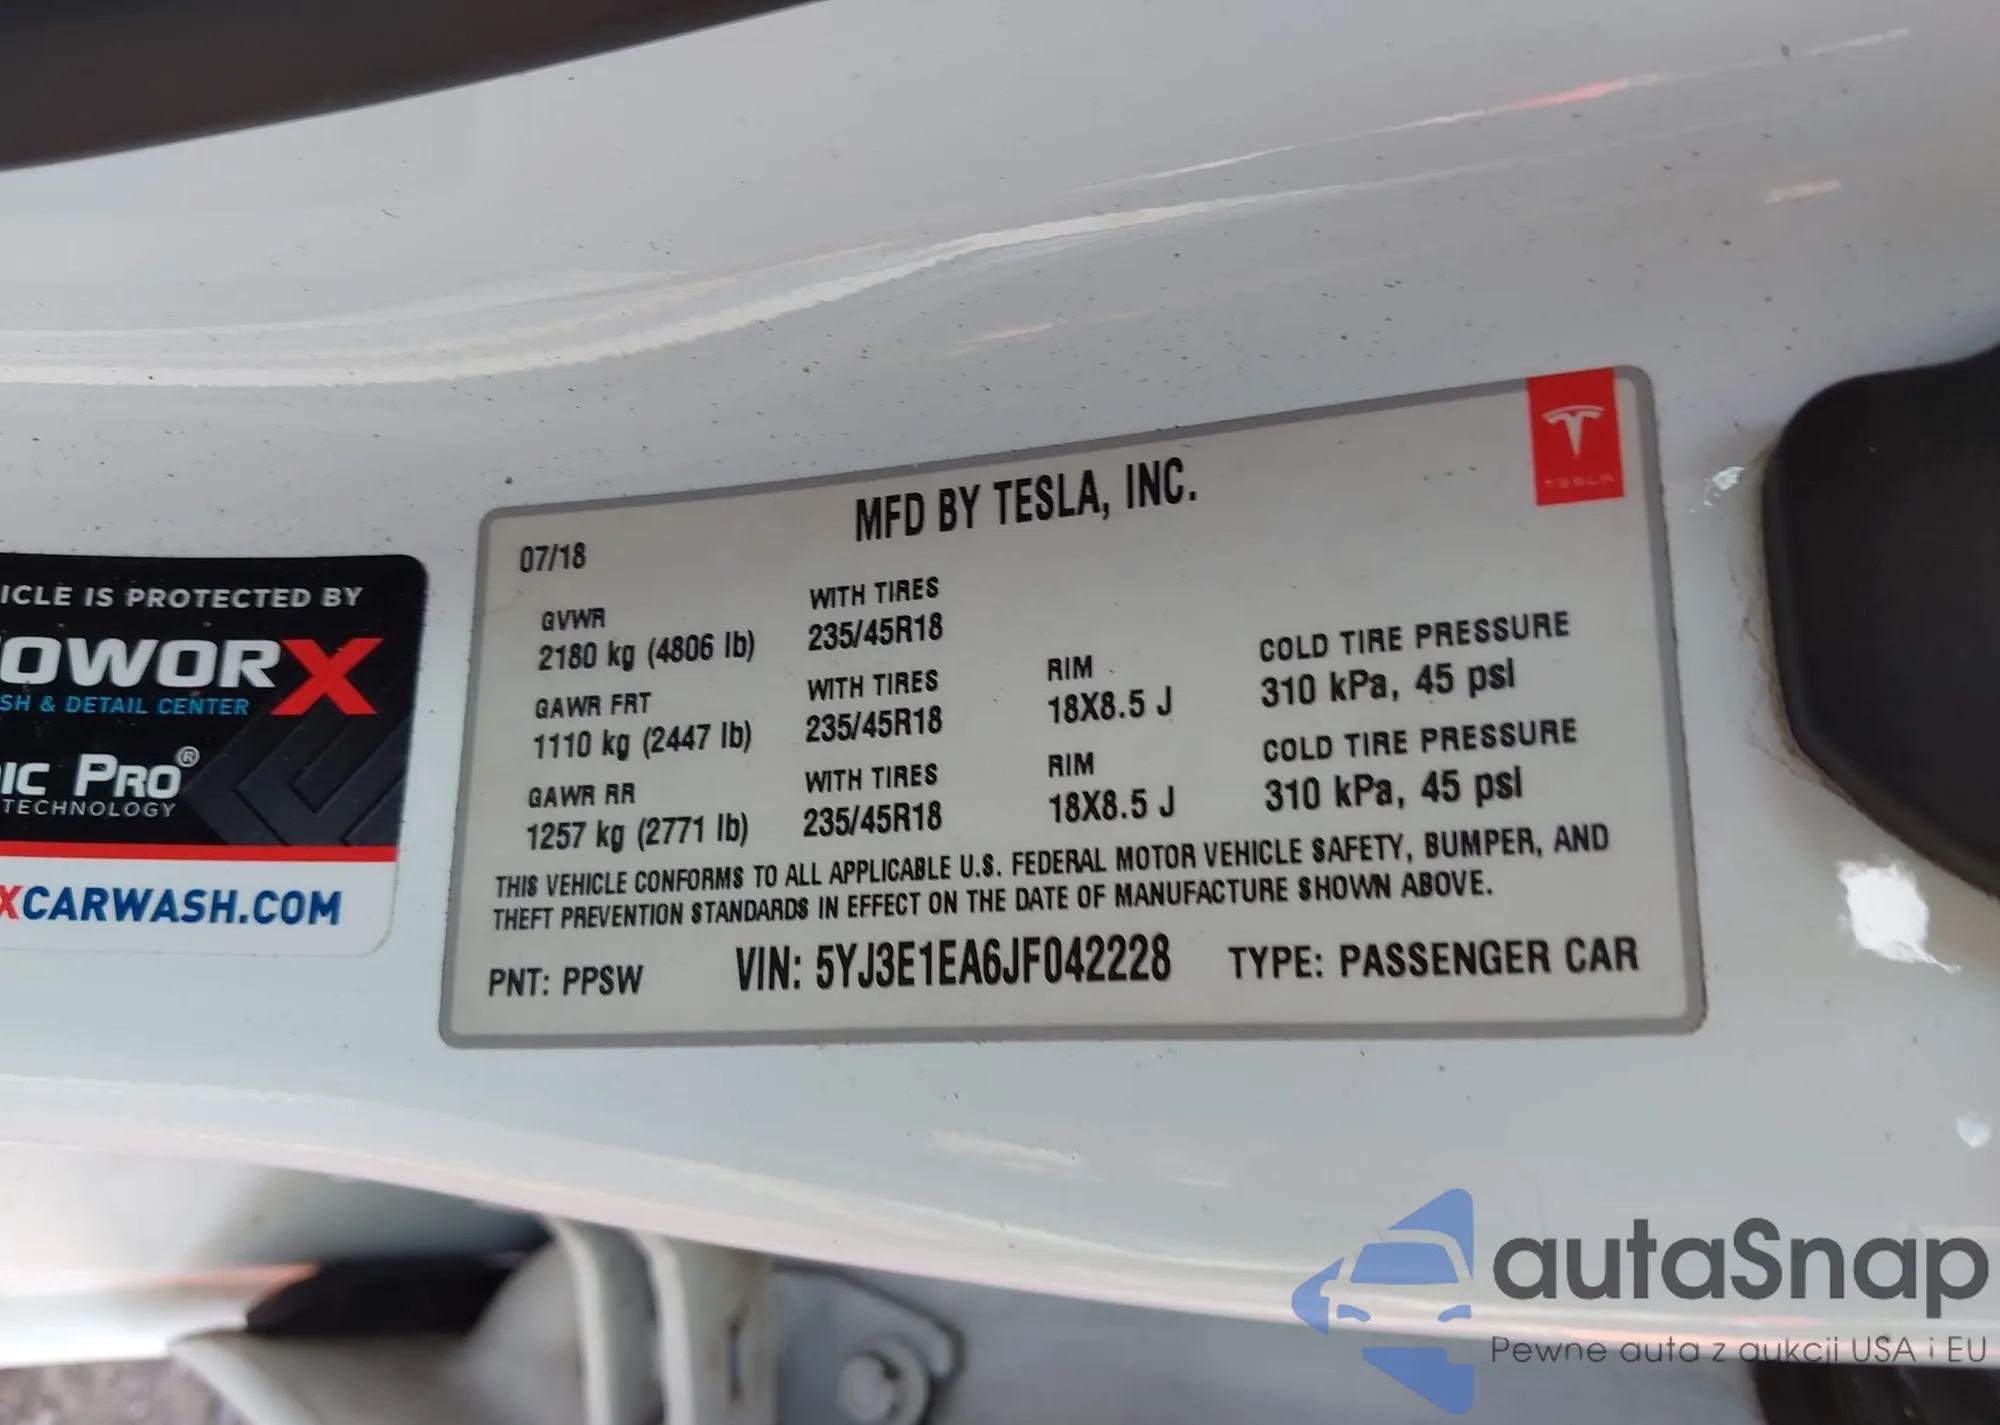 MFD BY TESLA, INC.
TESLA
07/18
GVWR
2180 kg (4806 lb)
WITH TIRES
235/45R18
GAWR FRT
1110 kg (2447 lb)
WITH TIRES
235/45R18
RIM
18X8.5 J
COLD TIRE PRESSURE
310 kPa, 45 psi
GAWR RR
1257 kg (2771 lb)
WITH TIRES
235/45R18
RIM
18X8.5 J
COLD TIRE PRESSURE
310 kPa, 45 psi
THIS VEHICLE CONFORMS TO ALL APPLICABLE U.S. FEDERAL MOTOR VEHICLE SAFETY, BUMPER, AND
THEFT PREVENTION STANDARDS IN EFFECT ON THE DATE OF MANUFACTURE SHOWN ABOVE.
PNT: PPSW VIN: 5YJ3E1EA6JF042228 TYPE: PASSENGER CAR
ICLE IS PROTECTED BY
OWORX
SH & DETAIL CENTER
IC PRO®
TECHNOLOGY
XCARWASH.COM
autaSnap
Pewne auta z aukcji USA i EU